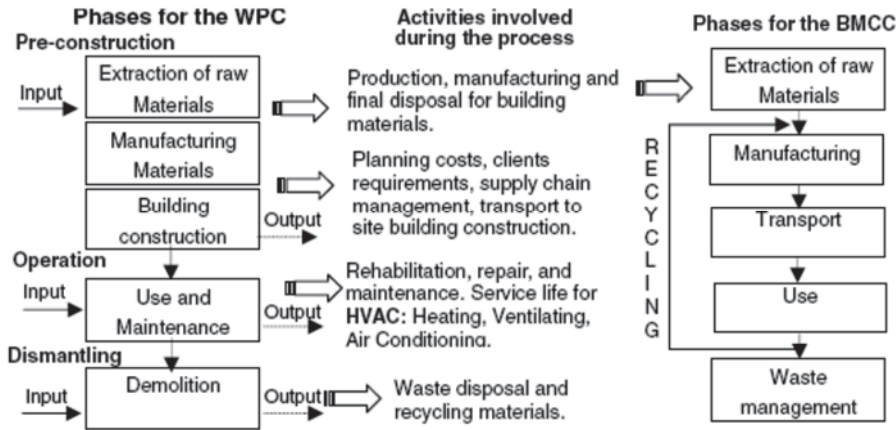 Phases for the WPC
Pre-construction
Input
Extraction of raw
Materials
Manufacturing
Materials
Building
construction
Output
Operation
Input
Use and
Maintenance
Output
Dismantling
Input
Demolition
Output
Activities involved
during the process
Production, manufacturing and
final disposal for building
materials.
Planning costs, clients
requirements, supply chain
management, transport to
site building construction.
Rehabilitation, repair, and
maintenance. Service life for
HVAC: Heating, Ventilating,
Air Conditioning.
Waste disposal and
recycling materials.
Phases for the BMCC
Extraction of raw
Materials
Manufacturing
Transport
Use
Waste
management
RECYCLING